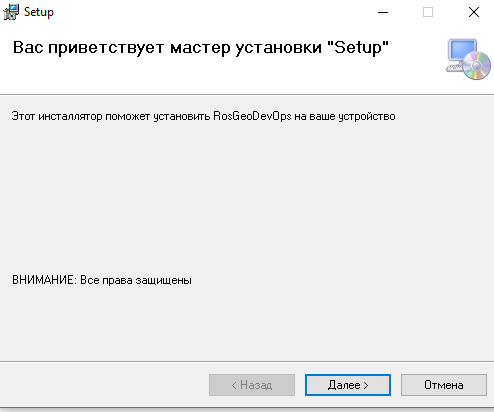 Setup
Вас приветствует мастер установки "Setup"
Этот инсталлятор поможет установить RosGeoDevOps на ваше устройство
ВНИМАНИЕ: Все права защищены
< Назад
Далее >
Отмена